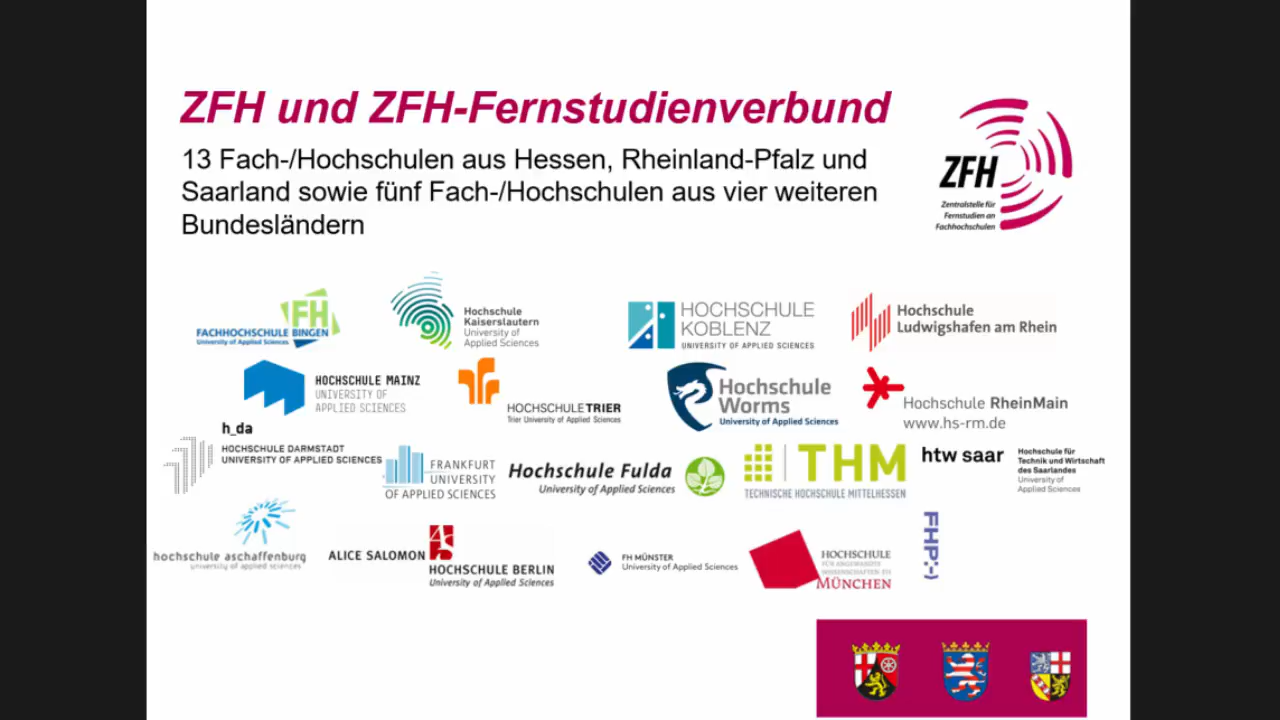 ZFH und ZFH-Fernstudienverbund
13 Fach-/Hochschulen aus Hessen, Rheinland-Pfalz und
Saarland sowie fünf Fach-/Hochschulen aus vier weiteren
Bundesländern
ZFH
Zentralstelle für
Fernstudien an
Fachhochschulen
FH
FACHHOCHSCHULE BINGEN
University of Applied Sciences
Hochschule
Kaiserslautern
University of
Applied Sciences
HOCHSCHULE
KOBLENZ
UNIVERSITY OF APPLIED SCIENCES
Hochschule
Ludwigshafen am Rhein
HOCHSCHULE MAINZ
UNIVERSITY OF
APPLIED SCIENCES
HOCHSCHULE TRIER
Trier University of Applied Sciences
Hochschule
Worms
University of Applied Sciences
Hochschule RheinMain
www.hs-rm.de
h_da
HOCHSCHULE DARMSTADT
UNIVERSITY OF APPLIED SCIENCES
FRANKFURT
UNIVERSITY
OF APPLIED SCIENCES
Hochschule Fulda
University of Applied Sciences
THM
TECHNISCHE HOCHSCHULE MITTELHESSEN
htw saar
Hochschule für
Technik und Wirtschaft
des Saarlandes
University of
Applied Sciences
hochschule aschaffenburg
university of applied sciences
ALICE SALOMON
HOCHSCHULE BERLIN
University of Applied Sciences
FH MÜNSTER
University of Applied Sciences
HOCHSCHULE
FÜR ANGEWANDTE
WISSENSCHAFTEN FH
MÜNCHEN
FHP:-)